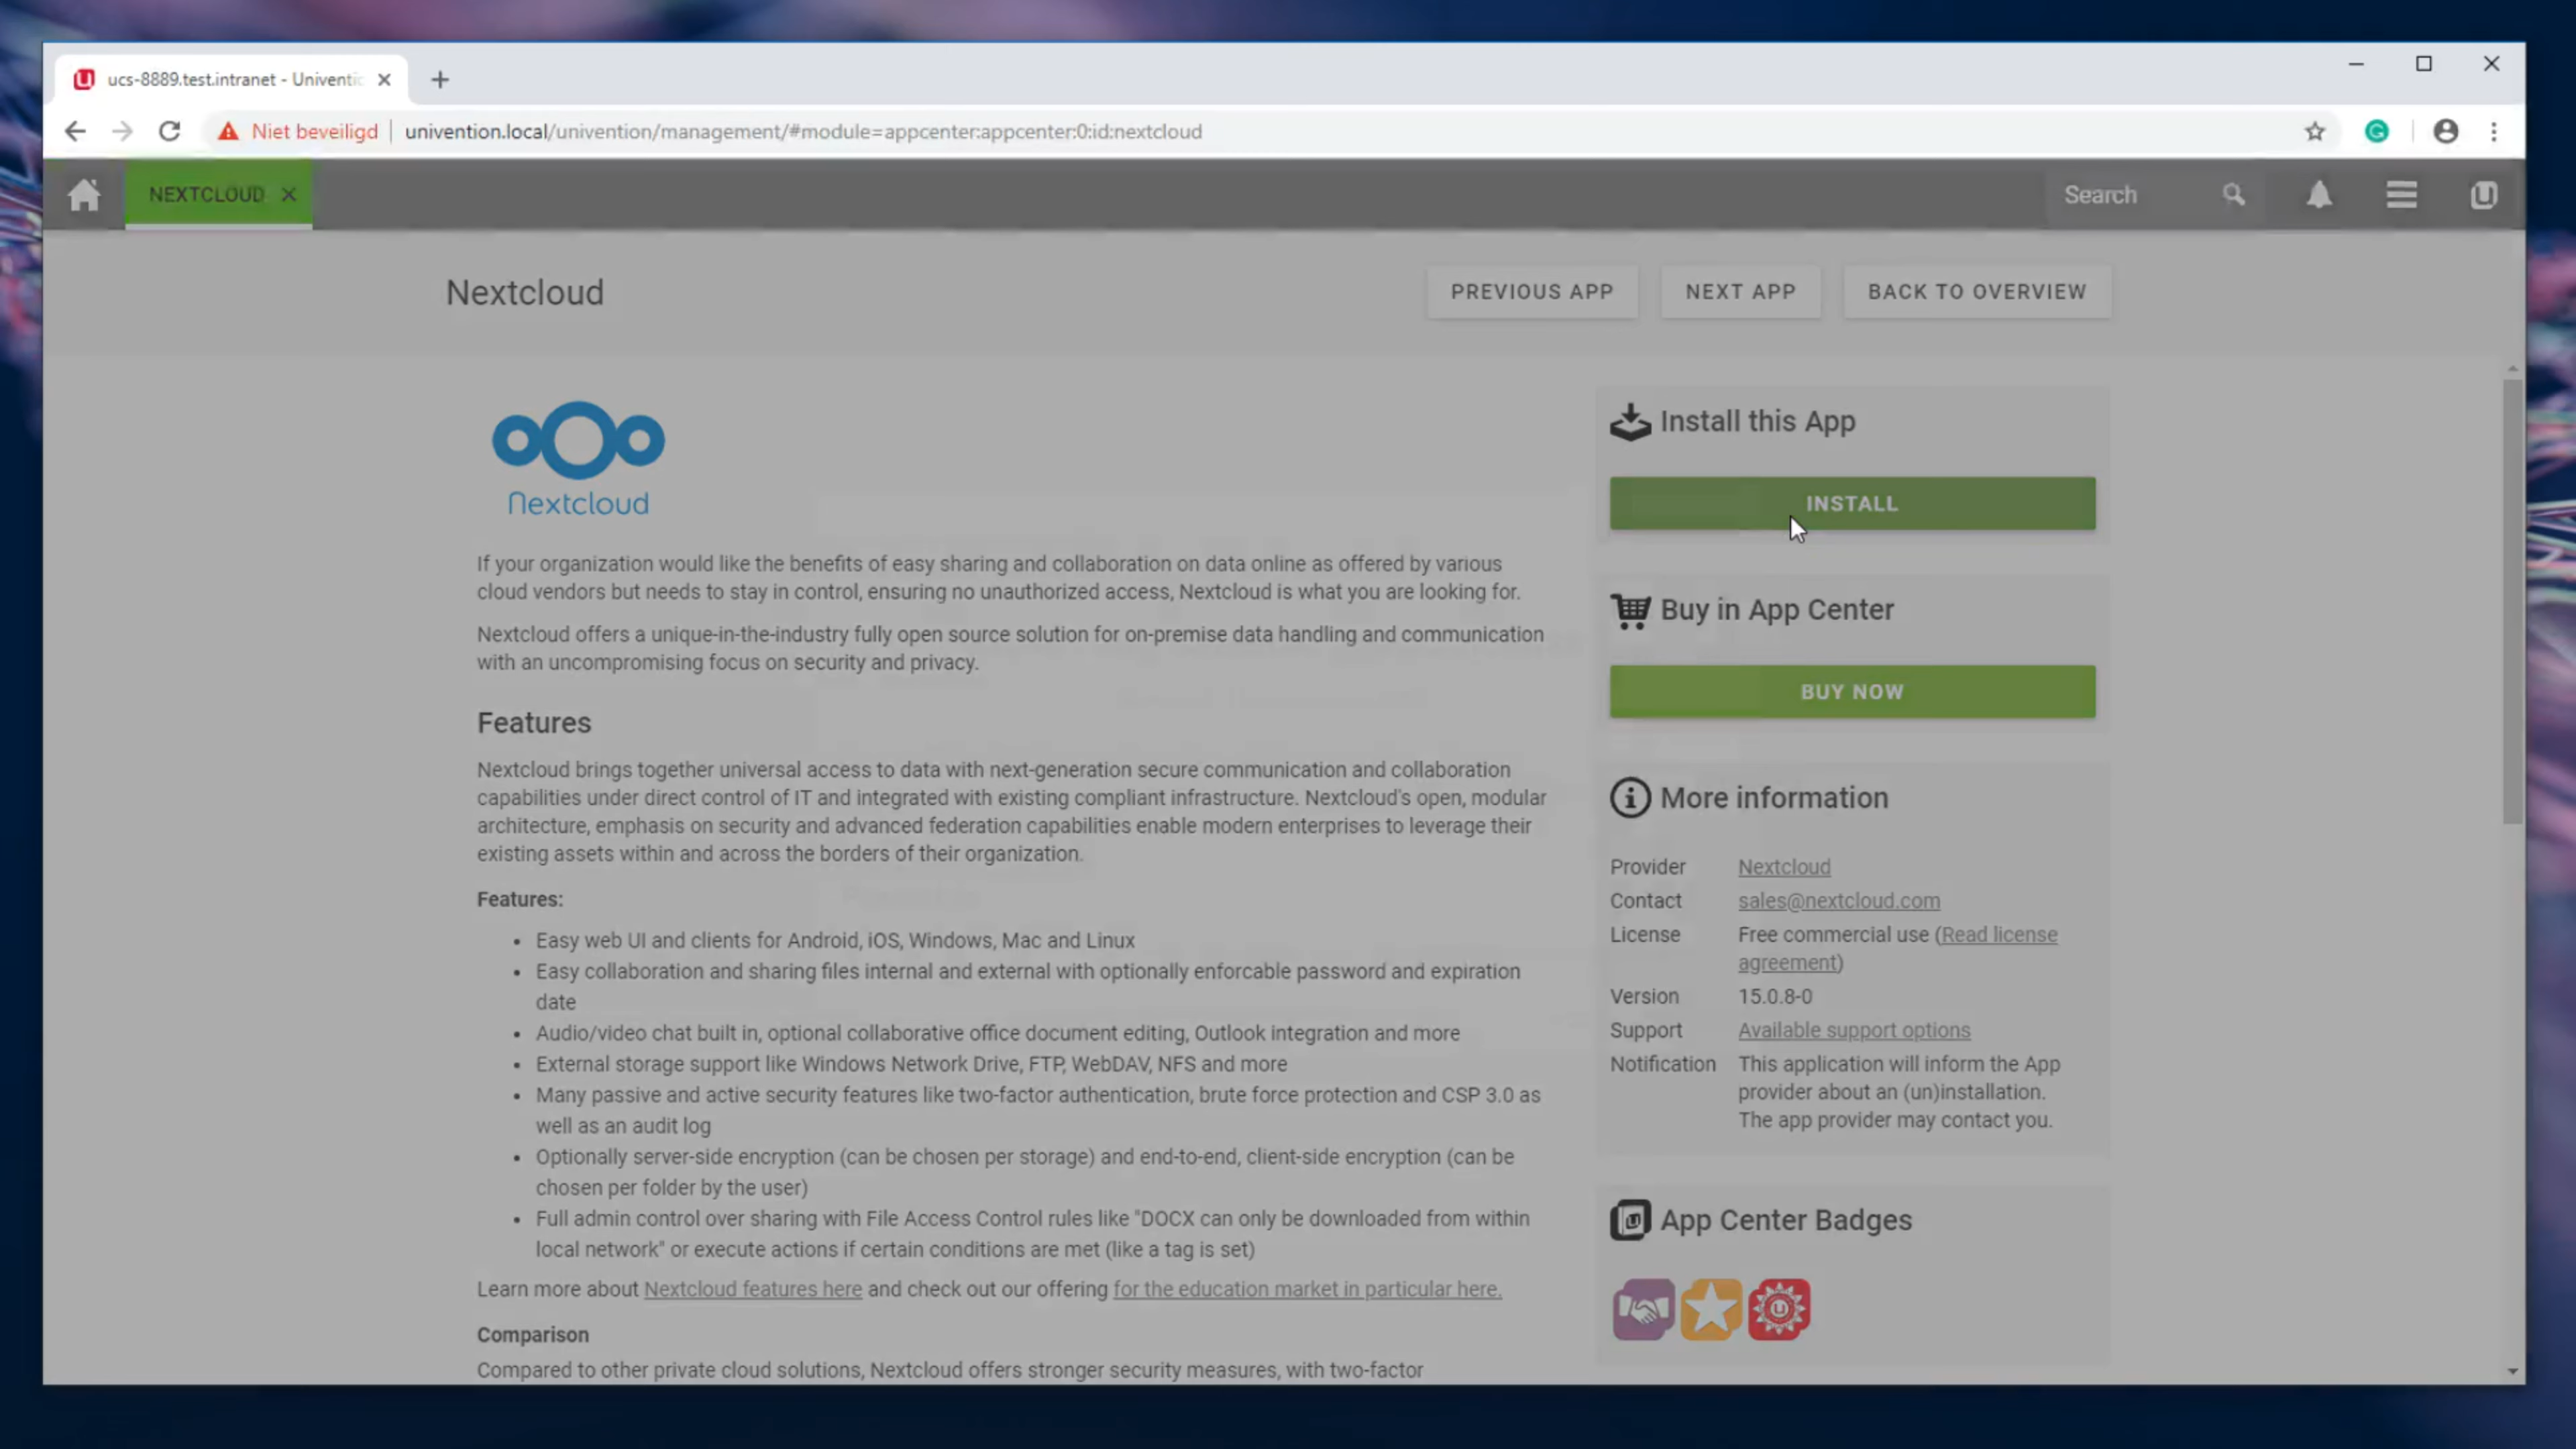 ucs-8889.test.intranet - Univentic
Niet beveiligd
univention.local/univention/management/#module=appcenter:appcenter:0:id:nextcloud
NEXTCLOUD
Search
Nextcloud
PREVIOUS APP
NEXT APP
BACK TO OVERVIEW
Nextcloud
If your organization would like the benefits of easy sharing and collaboration on data online as offered by various
cloud vendors but needs to stay in control, ensuring no unauthorized access, Nextcloud is what you are looking for.
Nextcloud offers a unique-in-the-industry fully open source solution for on-premise data handling and communication
with an uncompromising focus on security and privacy.
Features
Nextcloud brings together universal access to data with next-generation secure communication and collaboration
capabilities under direct control of IT and integrated with existing compliant infrastructure. Nextcloud's open, modular
architecture, emphasis on security and advanced federation capabilities enable modern enterprises to leverage their
existing assets within and across the borders of their organization.
Features:
• Easy web UI and clients for Android, iOS, Windows, Mac and Linux
• Easy collaboration and sharing files internal and external with optionally enforcable password and expiration
date
• Audio/video chat built in, optional collaborative office document editing, Outlook integration and more
• External storage support like Windows Network Drive, FTP, WebDAV, NFS and more
• Many passive and active security features like two-factor authentication, brute force protection and CSP 3.0 as
well as an audit log
• Optionally server-side encryption (can be chosen per storage) and end-to-end, client-side encryption (can be
chosen per folder by the user)
• Full admin control over sharing with File Access Control rules like "DOCX can only be downloaded from within
local network" or execute actions if certain conditions are met (like a tag is set)
Learn more about Nextcloud features here and check out our offering for the education market in particular here.
Comparison
Compared to other private cloud solutions, Nextcloud offers stronger security measures, with two-factor
Install this App
INSTALL
Buy in App Center
BUY NOW
More information
Provider Nextcloud
Contact sales@nextcloud.com
License Free commercial use (Read license
agreement)
Version 15.0.8-0
Support Available support options
Notification This application will inform the App
provider about an (un)installation.
The app provider may contact you.
App Center Badges